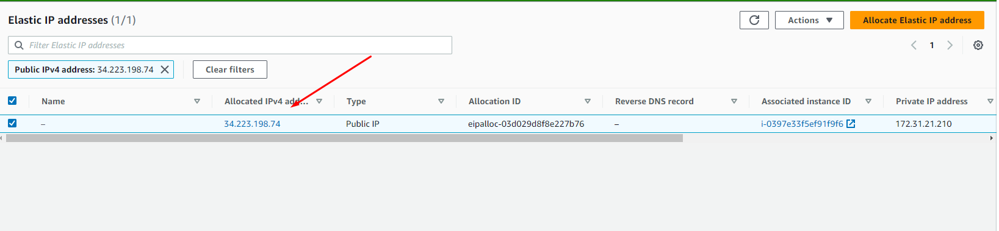 Elastic IP addresses (1/1)
Actions
Allocate Elastic IP address
Filter Elastic IP addresses
1
Public IPv4 address: 34.223.198.74
Clear filters
Name Allocated IPv4 add... Type Allocation ID Reverse DNS record Associated instance ID Private IP address
– 34.223.198.74 Public IP eipalloc-03d029d8f8e227b76 – i-0397e33f5ef91f9f6 172.31.21.210